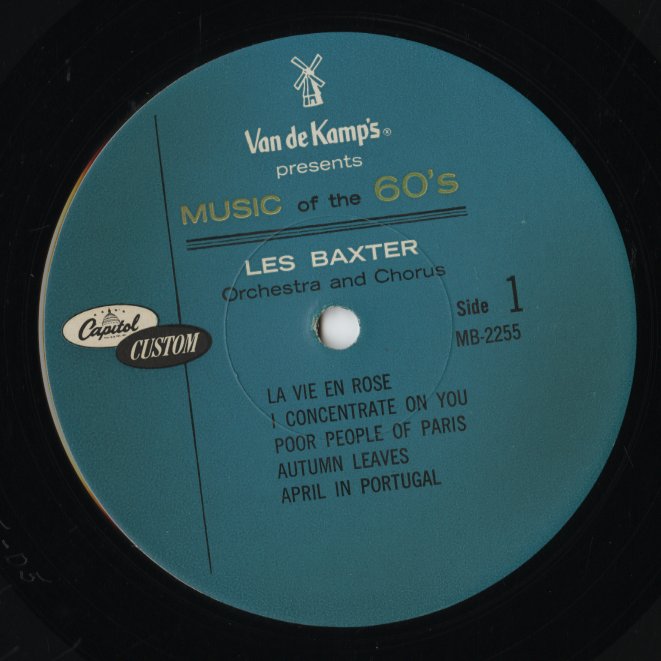 Van de Kamp's®
presents
MUSIC of the 60's
LES BAXTER
Orchestra and Chorus
Side 1
MB-2255
Capitol
CUSTOM
LA VIE EN ROSE
I CONCENTRATE ON YOU
POOR PEOPLE OF PARIS
AUTUMN LEAVES
APRIL IN PORTUGAL